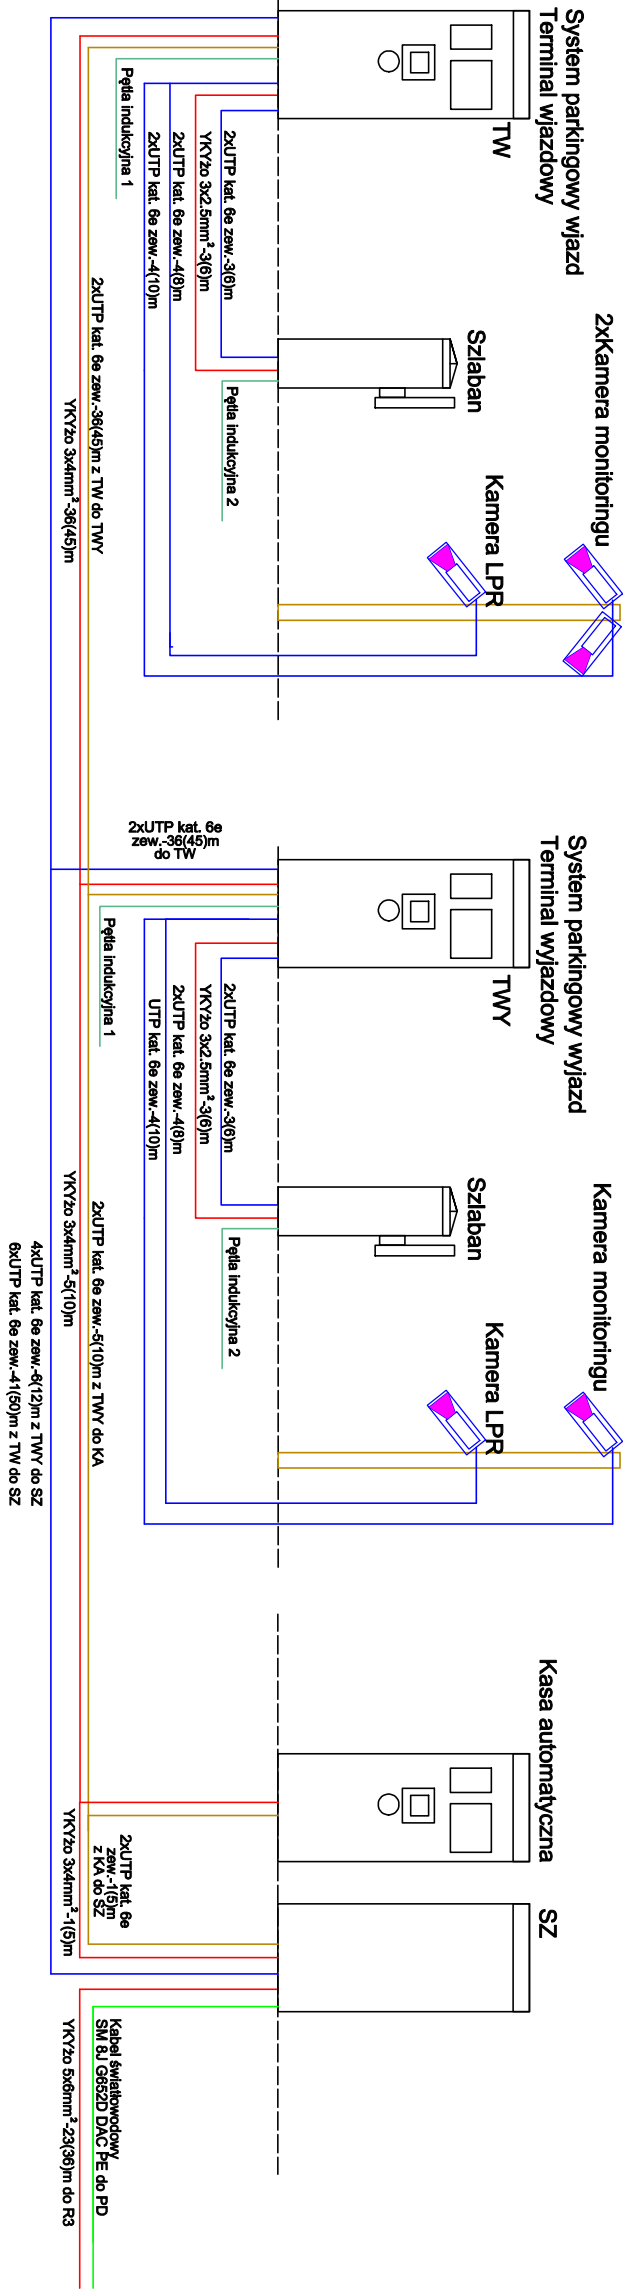 System parkingowy wjazd
Terminal wjazdowy
TW
2xKamera monitoringu
Szlaban
Kamera LPR
2xUTP kat. 6e zew.-3(6)m
YKYżo 3x2.5mm²-3(6)m
2xUTP kat. 6e zew.-4(8)m
2xUTP kat. 6e zew.-4(10)m
Pętla indukcyjna 1
Pętla indukcyjna 2
2xUTP kat. 6e zew.-36(45)m z TW do TWY
YKYżo 3x4mm²-36(45)m
System parkingowy wyjazd
Terminal wyjazdowy
TWY
Kamera monitoringu
Szlaban
Kamera LPR
2xUTP kat. 6e
zew.-36(45)m
do TW
2xUTP kat. 6e zew.-3(6)m
YKYżo 3x2.5mm²-3(6)m
2xUTP kat. 6e zew.-4(8)m
UTP kat. 6e zew.-4(10)m
Pętla indukcyjna 1
Pętla indukcyjna 2
2xUTP kat. 6e zew.-5(10)m z TWY do KA
YKYżo 3x4mm²-5(10)m
4xUTP kat. 6e zew.-6(12)m z TWY do SZ
6xUTP kat. 6e zew.-41(50)m z TW do SZ
Kasa automatyczna
SZ
2xUTP kat. 6e
zew.-1(5)m
z KA do SZ
YKYżo 3x4mm²-1(5)m
Kabel światłowodowy
SM 8J G652D DAC PE do PD
YKYżo 5x6mm²-23(36)m do R3